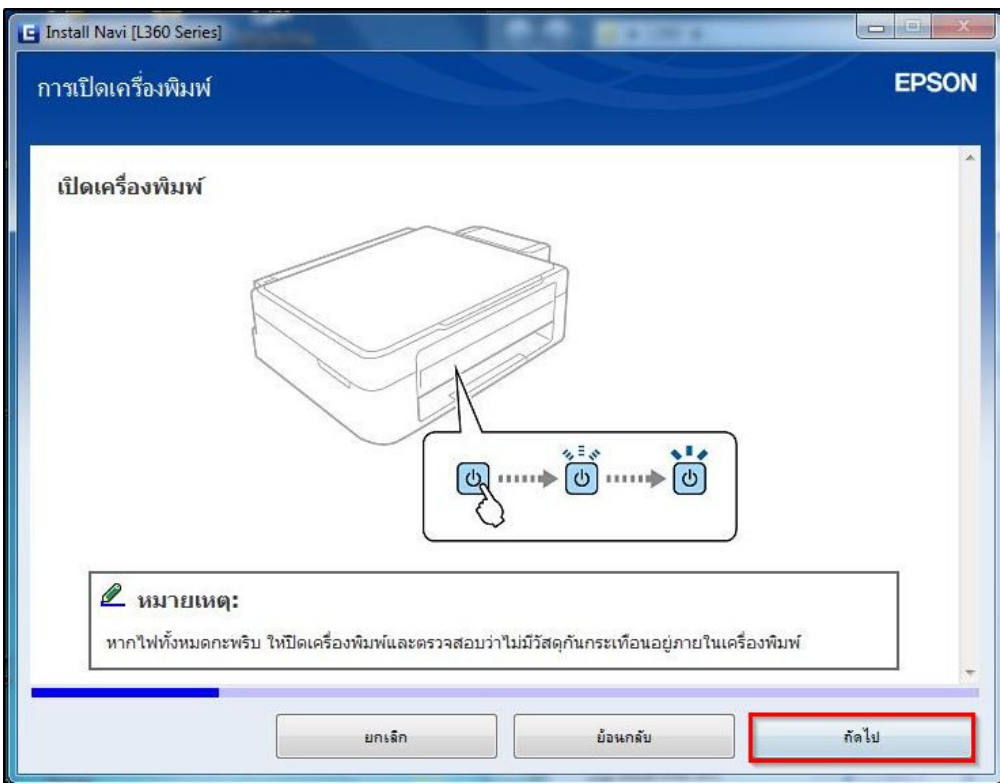 Install Navi [L360 Series]
การเปิดเครื่องพิมพ์
EPSON
เปิดเครื่องพิมพ์
หมายเหตุ:
หากไฟทั้งหมดกะพริบ ให้ปิดเครื่องพิมพ์และตรวจสอบว่าไม่มีวัสดุกันกระเทือนอยู่ภายในเครื่องพิมพ์
ยกเลิก
ย้อนกลับ
ถัดไป